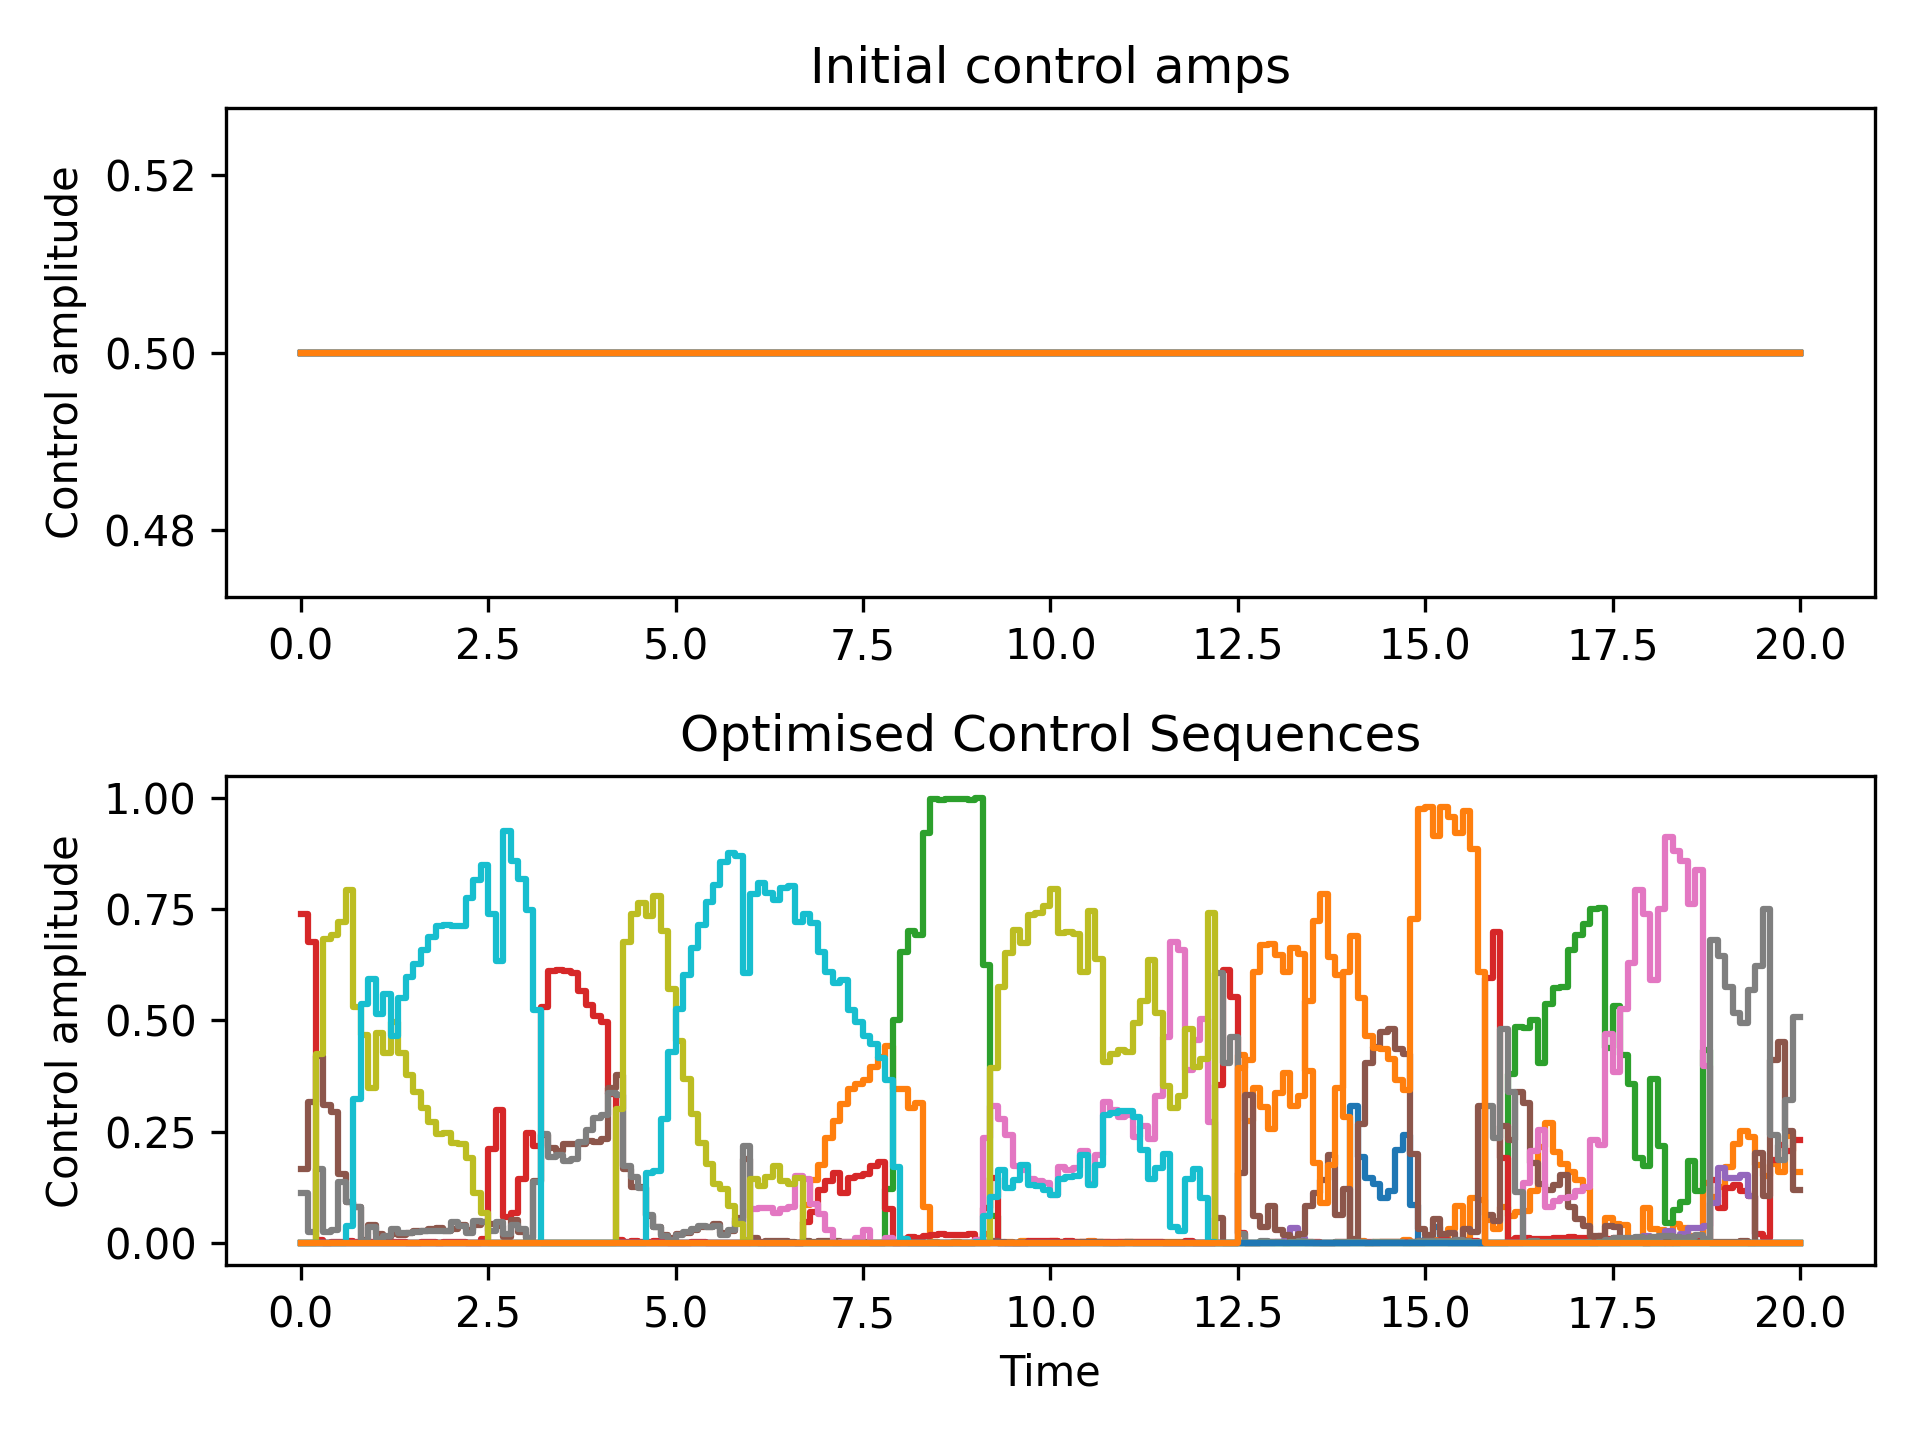 Initial control amps
Control amplitude
0.52
0.50
0.48
0.0 2.5 5.0 7.5 10.0 12.5 15.0 17.5 20.0
Optimised Control Sequences
Control amplitude
1.00
0.75
0.50
0.25
0.00
0.0 2.5 5.0 7.5 10.0 12.5 15.0 17.5 20.0
Time